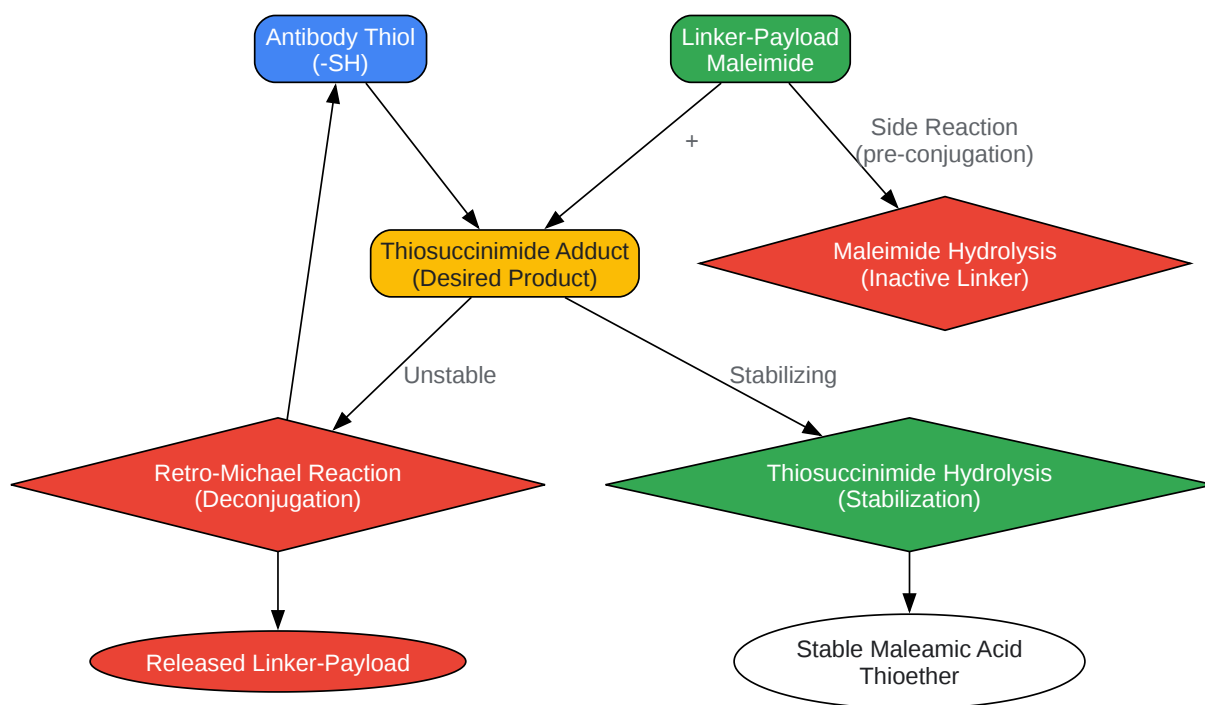 Antibody Thiol
(-SH)
Linker-Payload
Maleimide
Side Reaction
(pre-conjugation)
+
Thiosuccinimide Adduct
(Desired Product)
Maleimide Hydrolysis
(Inactive Linker)
Unstable
Stabilizing
Retro-Michael Reaction
(Deconjugation)
Thiosuccinimide Hydrolysis
(Stabilization)
Released Linker-Payload
Stable Maleamic Acid
Thioether